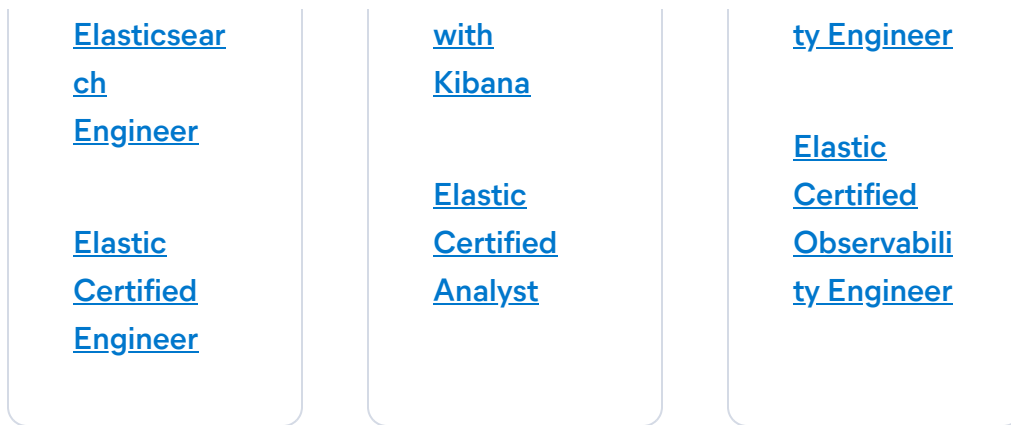 Elasticsear
ch
Engineer
Elastic
Certified
Engineer
with
Kibana
Elastic
Certified
Analyst
ty Engineer
Elastic
Certified
Observabili
ty Engineer